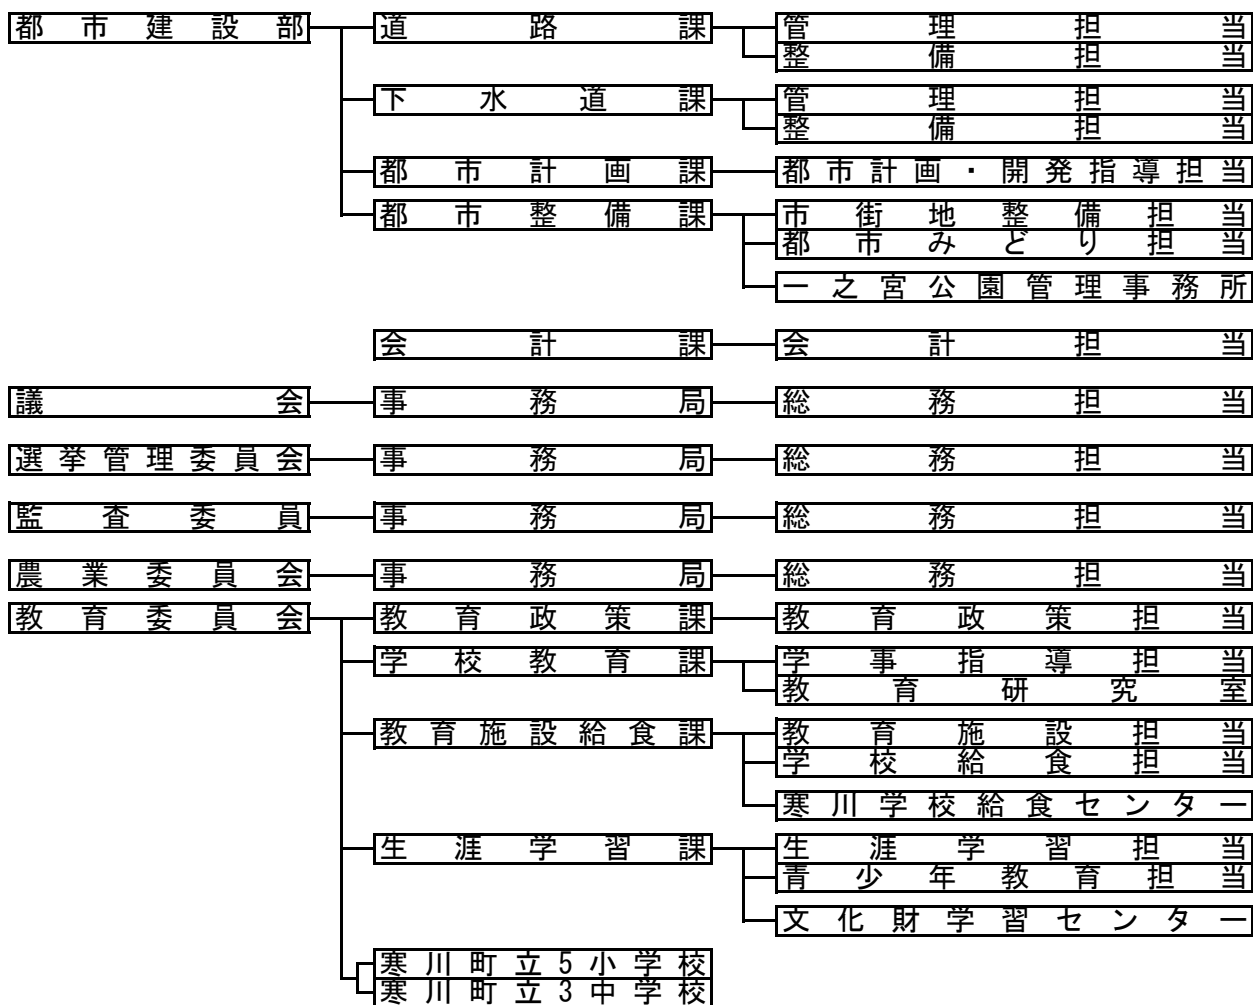 都市建設部 道路課 管理担当
整備担当
下水道課 管理担当
整備担当
都市計画課 都市計画・開発指導担当
都市整備課 市街地整備担当
都市みどり担当
一之宮公園管理事務所
会計課 会計担当
議会 事務局 総務担当
選挙管理委員会 事務局 総務担当
監査委員 事務局 総務担当
農業委員会 事務局 総務担当
教育委員会 教育政策課 教育政策担当
学校教育課 学事指導担当
教育研究室
教育施設給食課 教育施設担当
学校給食担当
寒川学校給食センター
生涯学習課 生涯学習担当
青少年教育担当
文化財学習センター
寒川町立5小学校
寒川町立3中学校